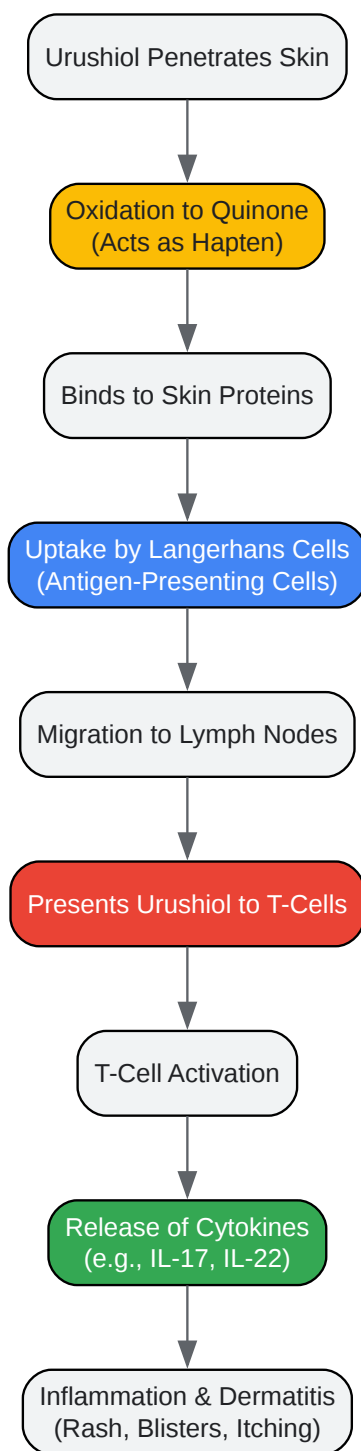 Urushiol Penetrates Skin
Oxidation to Quinone
(Acts as Hapten)
Binds to Skin Proteins
Uptake by Langerhans Cells
(Antigen-Presenting Cells)
Migration to Lymph Nodes
Presents Urushiol to T-Cells
T-Cell Activation
Release of Cytokines
(e.g., IL-17, IL-22)
Inflammation & Dermatitis
(Rash, Blisters, Itching)